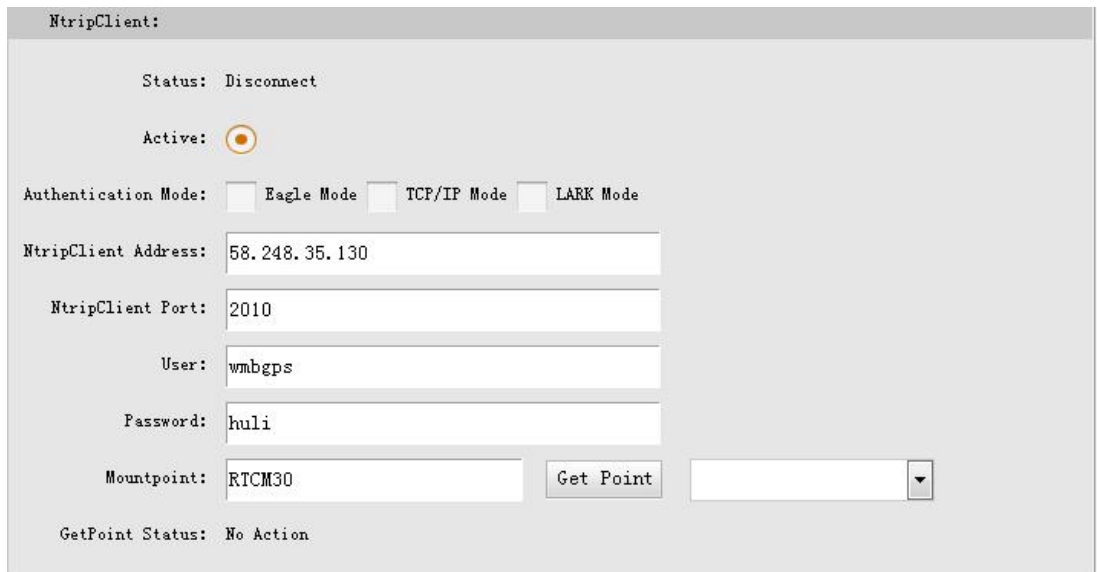 NtripClient:
Status: Disconnect
Active:
Authentication Mode: Eagle Mode TCP/IP Mode LARK Mode
NtripClient Address: 58.248.35.130
NtripClient Port: 2010
User: wmbgps
Password: huli
Mountpoint: RTCM30 Get Point
GetPoint Status: No Action